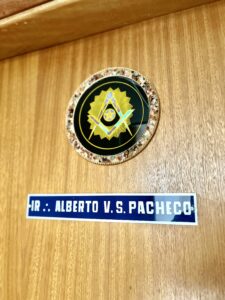 IR ∴ ALBERTO V. S. PACHECO